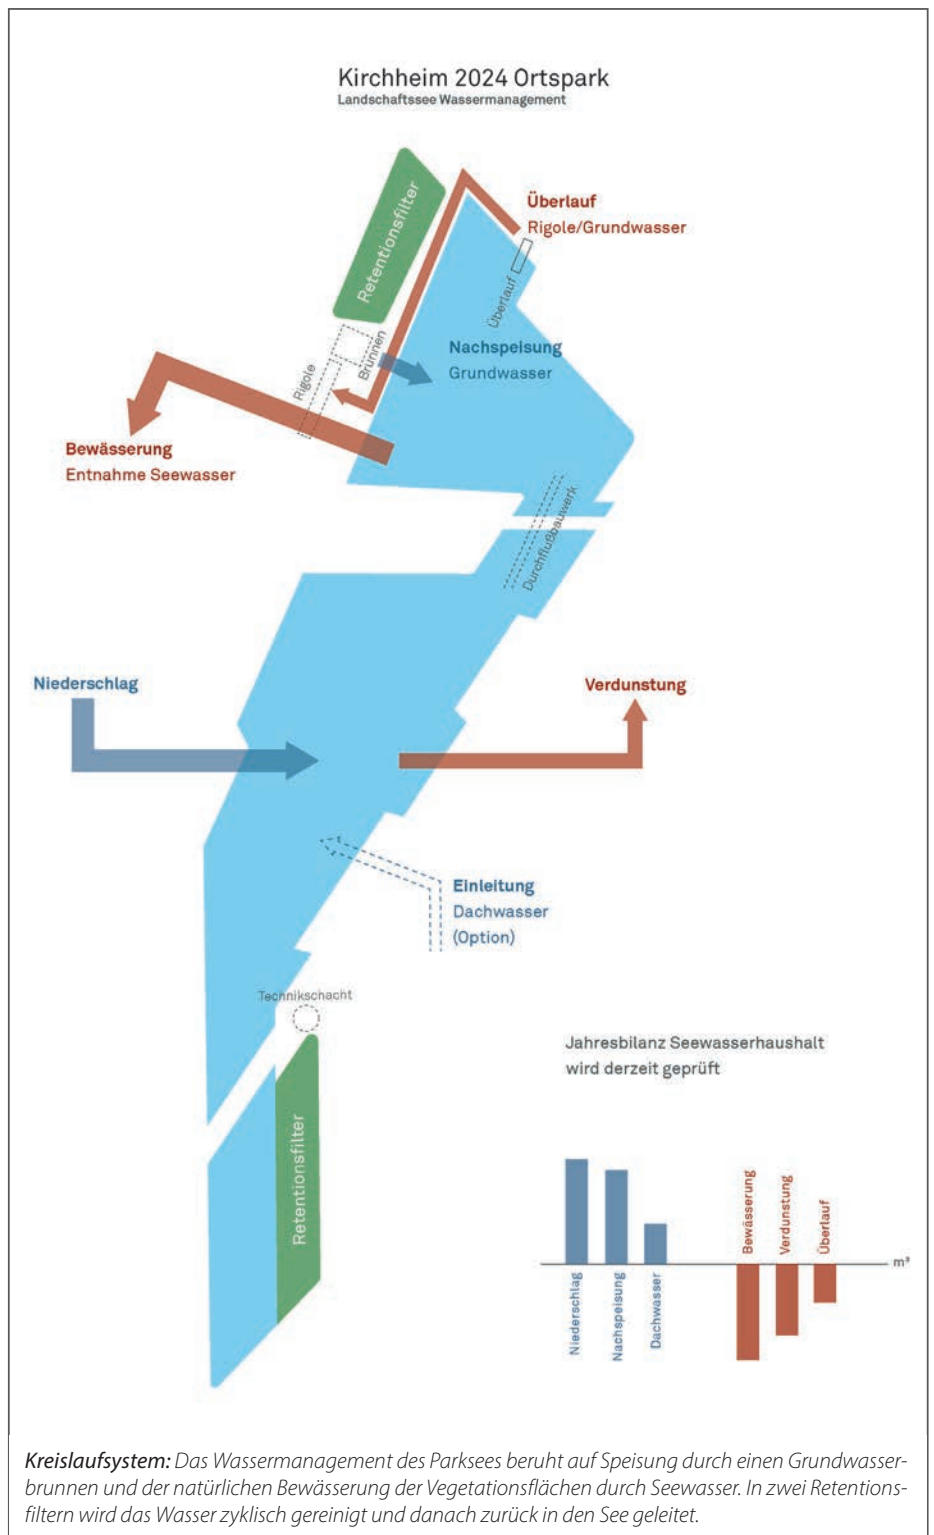 Kirchheim 2024 Ortspark
Landschaftssee Wassermanagement
Retentionsfilter
Überlauf
Rigole/Grundwasser
Überlauf
Brunnen
Nachspeisung
Grundwasser
Rigole
Bewässerung
Entnahme Seewasser
Durchflußbauwerk
Niederschlag
Verdunstung
Einleitung
Dachwasser
(Option)
Technikschacht
Retentionsfilter
Jahresbilanz Seewasserhaushalt
wird derzeit geprüft
Bewässerung
Verdunstung
Überlauf
m³
Niederschlag
Nachspeisung
Dachwasser
Kreislaufsystem: Das Wassermanagement des Parksees beruht auf Speisung durch einen Grundwasser-
brunnen und der natürlichen Bewässerung der Vegetationsflächen durch Seewasser. In zwei Retentions-
filtern wird das Wasser zyklisch gereinigt und danach zurück in den See geleitet.